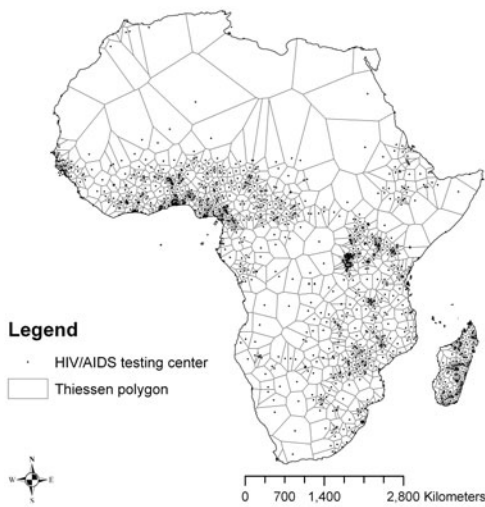 Legend
HIV/AIDS testing center
Thiessen polygon
N
W E
S
0 700 1,400 2,800 Kilometers